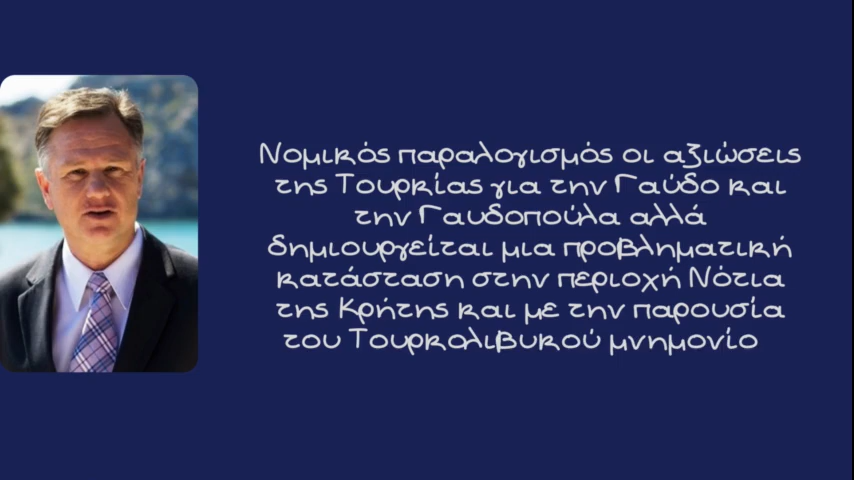 Νομικός παραλογισμός οι αξιώσεις
της Τουρκίας για την Γαύδο και
την Γαυδοπούλα αλλά
δημιουργείται μια προβληματική
κατάσταση στην περιοχή Νότια
της Κρήτης και με την παρουσία
του Τουρκολιβυκού μνημονίο